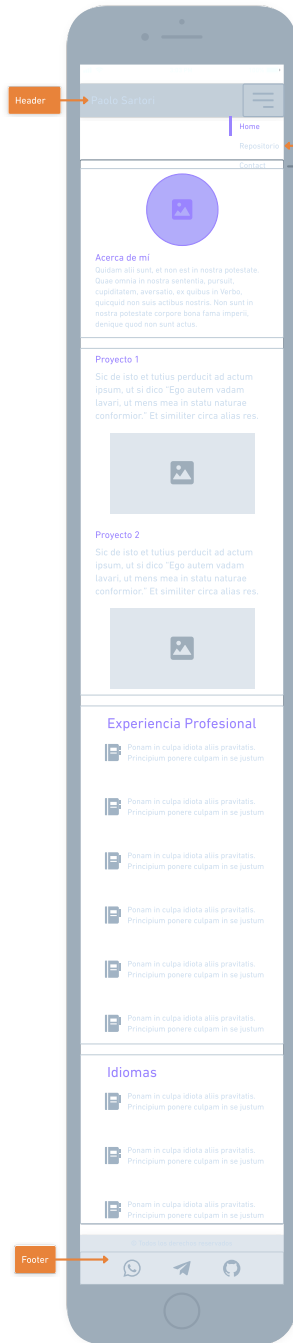 Header
Paolo Sartori
Home
Repositorio
Contact
Acerca de mí
Quidam alii sunt, et non est in nostra potestate.
Quae omnia in nostra sententia, pursuit,
cupiditatem, aversatio, ex quibus in Verbo,
quicquid non suis actibus nostris. Non sunt in
nostra potestate corpore bona fama imperii,
denique quod non sunt actus.
Proyecto 1
Sic de isto et tutius perducit ad actum
ipsum, ut si dico "Ego autem vadam
lavari, ut mens mea in statu naturae
conformior." Et similiter circa alias res.
Proyecto 2
Sic de isto et tutius perducit ad actum
ipsum, ut si dico "Ego autem vadam
lavari, ut mens mea in statu naturae
conformior." Et similiter circa alias res.
Experiencia Profesional
Ponam in culpa idiota aliis pravitatis.
Principium ponere culpam in se justum
Ponam in culpa idiota aliis pravitatis.
Principium ponere culpam in se justum
Ponam in culpa idiota aliis pravitatis.
Principium ponere culpam in se justum
Ponam in culpa idiota aliis pravitatis.
Principium ponere culpam in se justum
Ponam in culpa idiota aliis pravitatis.
Principium ponere culpam in se justum
Ponam in culpa idiota aliis pravitatis.
Principium ponere culpam in se justum
Idiomas
Ponam in culpa idiota aliis pravitatis.
Principium ponere culpam in se justum
Ponam in culpa idiota aliis pravitatis.
Principium ponere culpam in se justum
Ponam in culpa idiota aliis pravitatis.
Principium ponere culpam in se justum
Footer